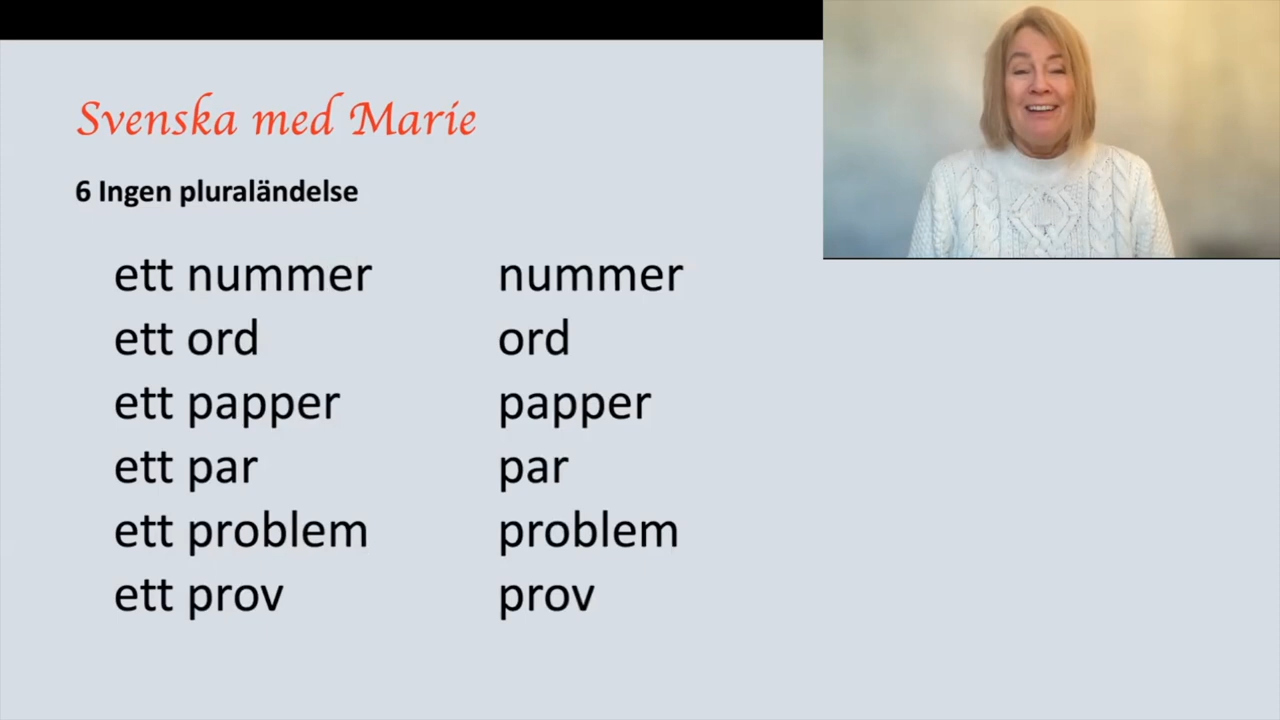 Svenska med Marie
6 Ingen pluraländelse
ett nummer nummer
ett ord ord
ett papper papper
ett par par
ett problem problem
ett prov prov